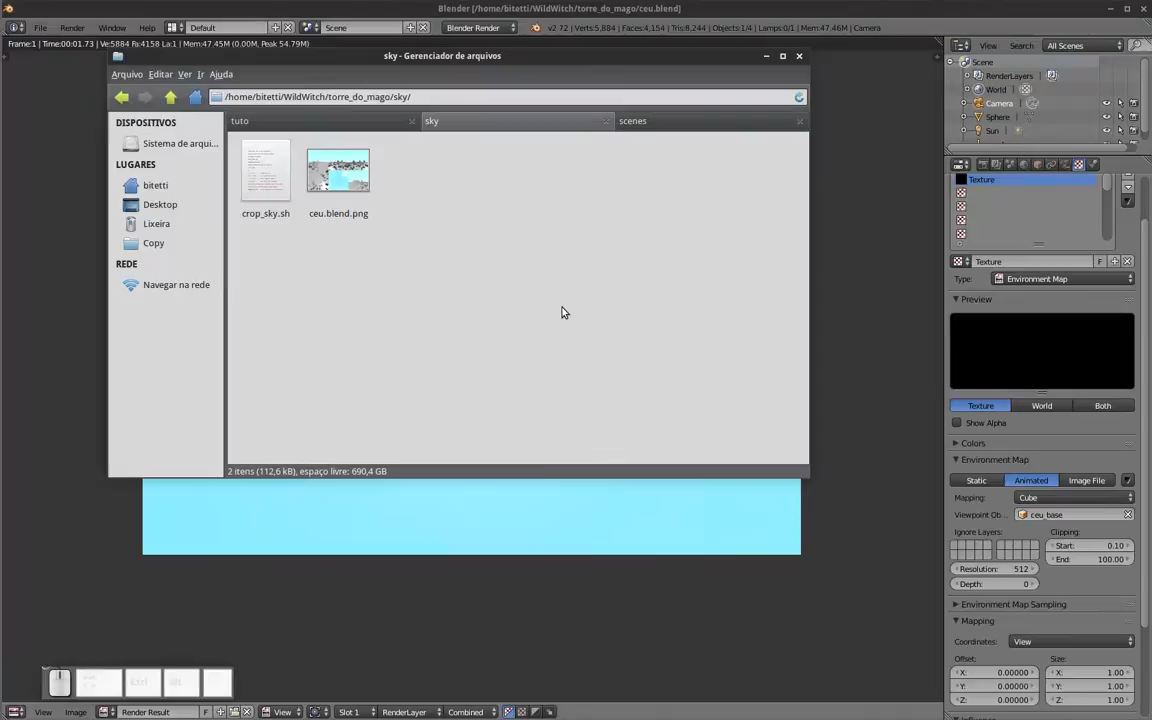 Blender [/home/bitetti/WildWitch/torre_do_mago/ceu.blend]
File Render Window Help Default Scene Blender Render v2.72 | Verts:5,884 | Faces:4,154 | Tris:8,244 | Objects:1/4 | Lamps:0/1 | Mem:47.46M | Camera
Frame:1 | Time:00:01.73 | Ve:5884 Fa:4158 La:1 | Mem:47.45M (0.00M, Peak 54.79M)
View Search All Scenes
sky - Gerenciador de arquivos
Scene
Arquivo Editar Ver Ir Ajuda
RenderLayers
World
/home/bitetti/WildWitch/torre_do_mago/sky/
Camera
Sphere
Sun
DISPOSITIVOS
tuto
sky
scenes
Sistema de arqui...
LUGARES
bitetti
Desktop
Lixeira
Copy
REDE
Navegar na rede
crop_sky.sh
ceu.blend.png
2 itens (112,6 kB), espaço livre: 690,4 GB
Texture
Texture F
Type: Environment Map
Preview
Texture World Both
Show Alpha
Colors
Environment Map
Static Animated Image File
Mapping: Cube
Viewpoint Ob... ceu_base
Ignore Layers: Clipping:
Start: 0.10
End: 100.00
Resolution: 512
Depth: 0
Environment Map Sampling
Mapping
Coordinates: View
Offset: Size:
X: 0.00000 X: 1.00
Y: 0.00000 Y: 1.00
Z: 0.00000 Z: 1.00
Ctrl
View Image Render Result F View Slot 1 RenderLayer Combined